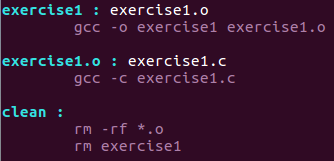 exercise1 : exercise1.o
gcc -o exercise1 exercise1.o
exercise1.o : exercise1.c
gcc -c exercise1.c
clean :
rm -rf *.o
rm exercise1